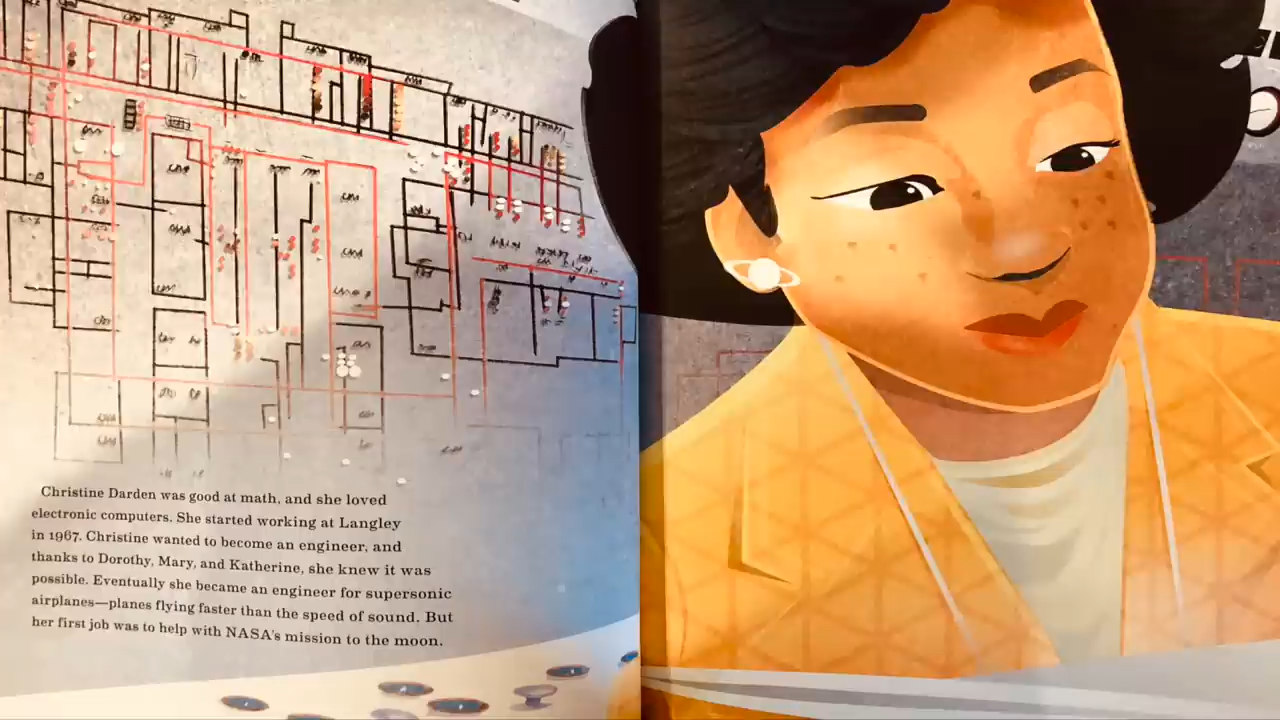 Christine Darden was good at math, and she loved
electronic computers. She started working at Langley
in 1967. Christine wanted to become an engineer, and
thanks to Dorothy, Mary, and Katherine, she knew it was
possible. Eventually she became an engineer for supersonic
airplanes—planes flying faster than the speed of sound. But
her first job was to help with NASA's mission to the moon.